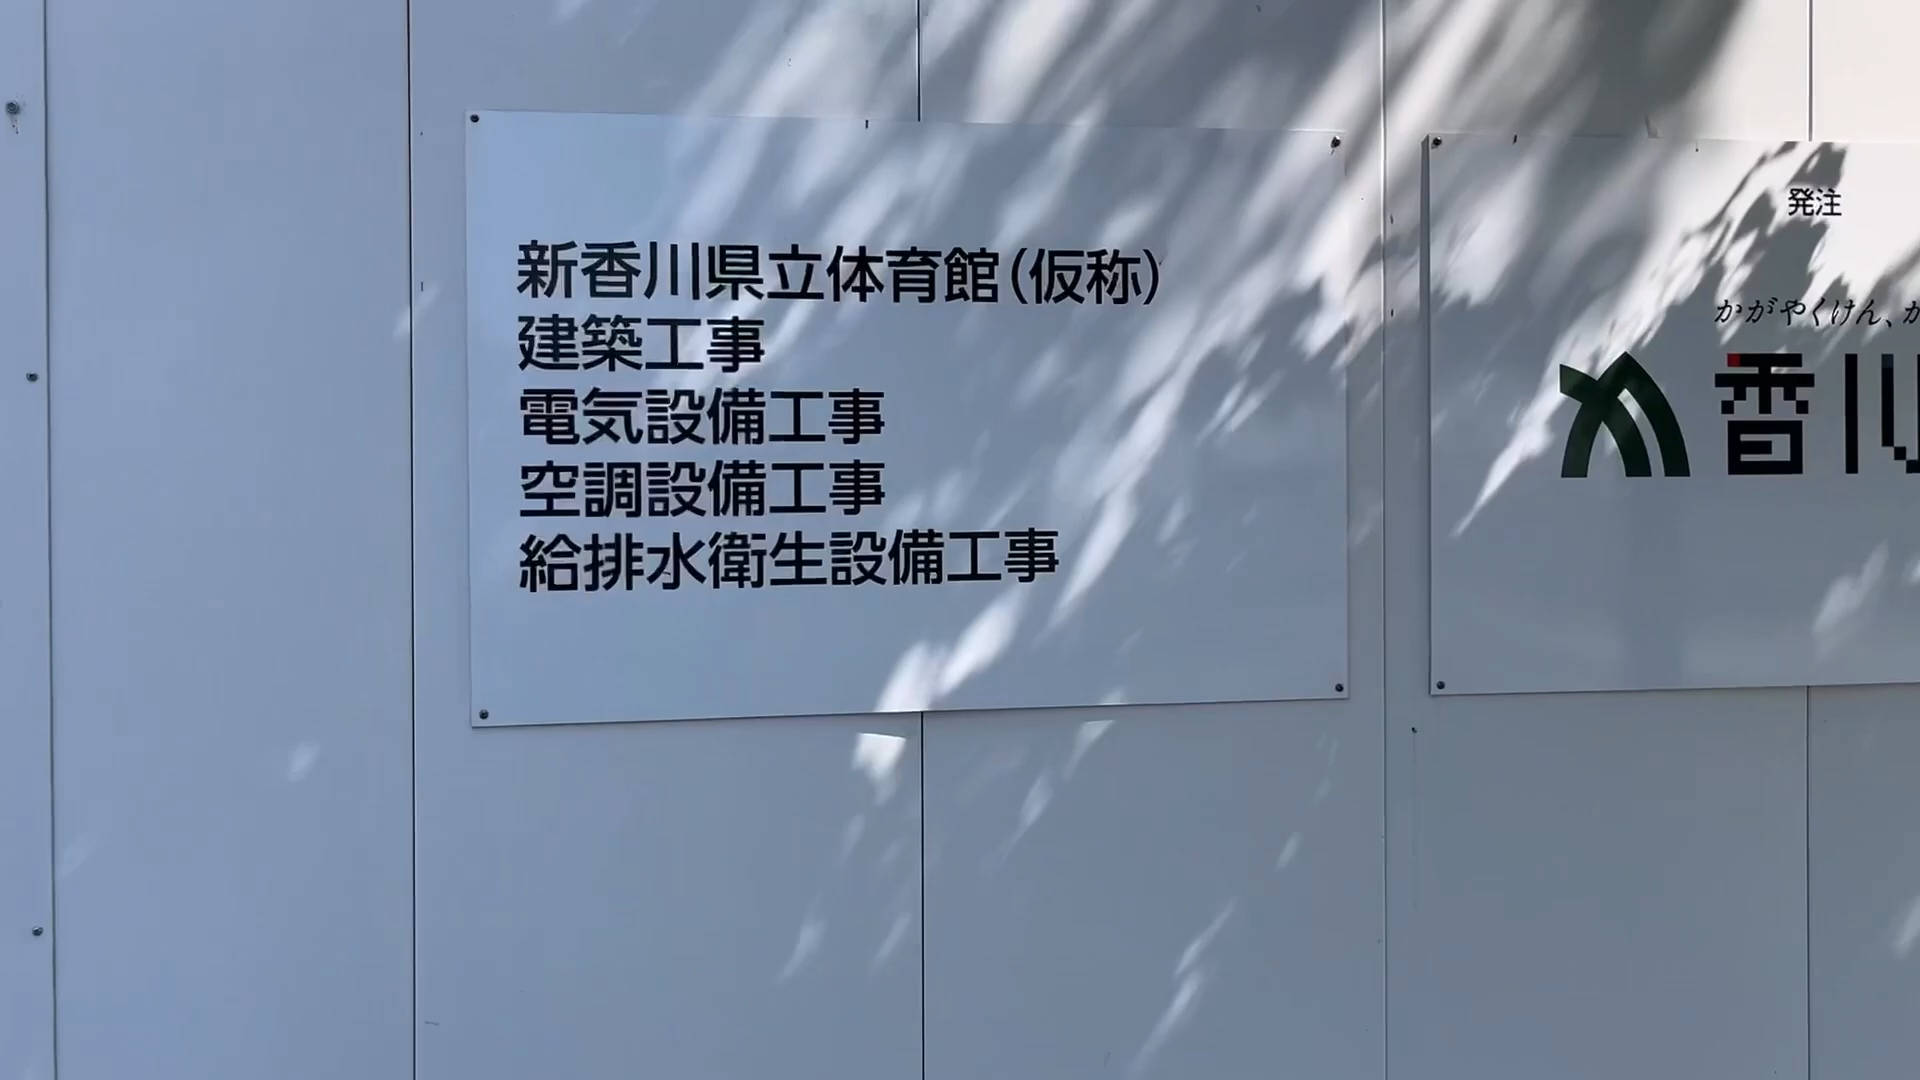 新香川県立体育館(仮称)
建築工事
電気設備工事
空調設備工事
給排水衛生設備工事
発注
かがやくけん、か
香川